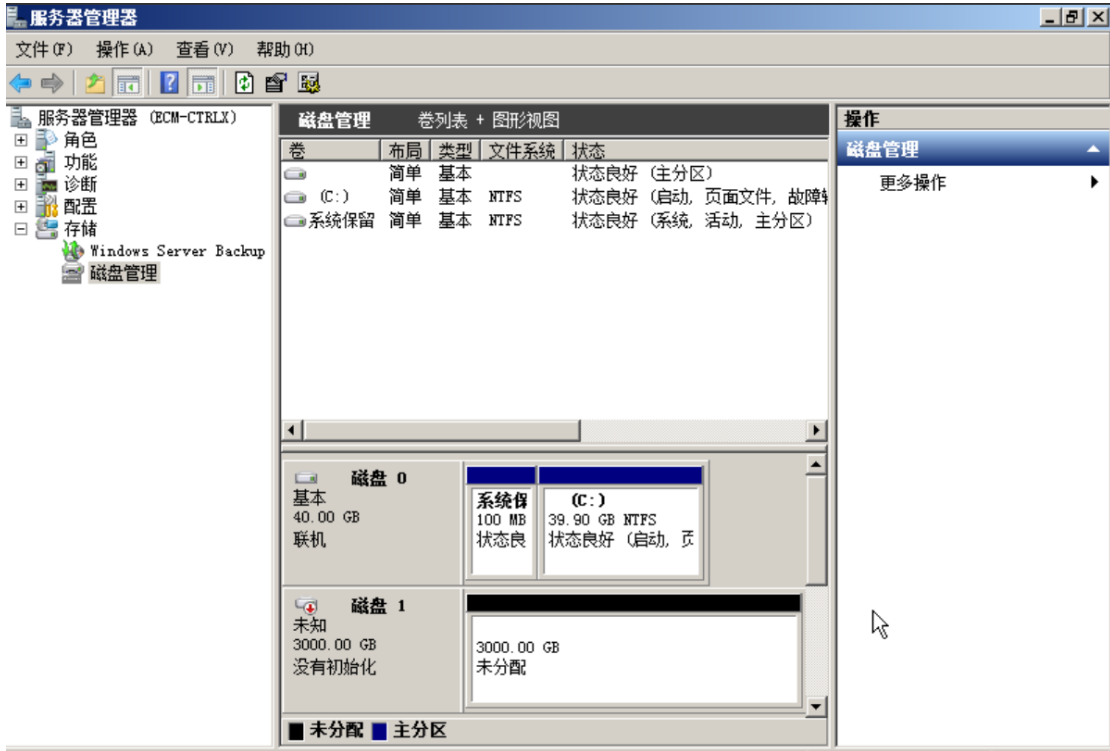 服务器管理器
文件(F) 操作(A) 查看(V) 帮助(H)
服务器管理器 (ECM-CTRLX)
角色
功能
诊断
配置
存储
Windows Server Backup
磁盘管理
磁盘管理 卷列表 + 图形视图
卷 布局 类型 文件系统 状态
简单 基本 状态良好 (主分区)
(C:) 简单 基本 NTFS 状态良好 (启动, 页面文件, 故障转
系统保留 简单 基本 NTFS 状态良好 (系统, 活动, 主分区)
磁盘 0
基本
40.00 GB
联机
系统保
100 MB
状态良
(C:)
39.90 GB NTFS
状态良好 (启动, 页
磁盘 1
未知
3000.00 GB
没有初始化
3000.00 GB
未分配
未分配 主分区
操作
磁盘管理
更多操作